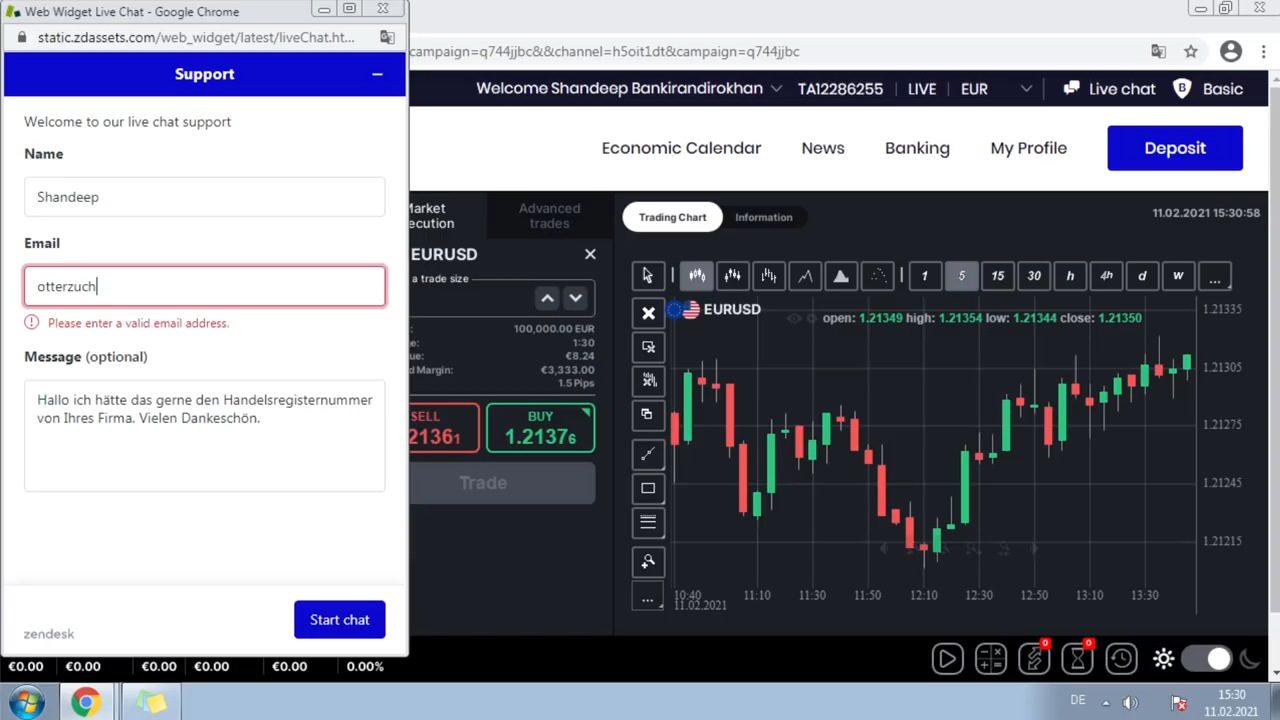 Web Widget Live Chat - Google Chrome
static.zdassets.com/web_widget/latest/liveChat.ht...
Support
Welcome to our live chat support
Name
Shandeep
Email
otterzuch
Please enter a valid email address.
Message (optional)
Hallo ich hätte das gerne den Handelsregisternummer
von Ihres Firma. Vielen Dankeschön.
zendesk
Start chat
campaign=q744jjbc&&channel=h5oit1dt&campaign=q744jjbc
Welcome Shandeep Bankirandirokhan
TA12286255
LIVE
EUR
Live chat
B
Basic
Economic Calendar
News
Banking
My Profile
Deposit
Advanced
trades
Trading Chart
Information
11.02.2021 15:30:58
EURUSD
a trade size
100,000.00 EUR
1:30
€8.24
Margin:
€3,333.00
1.5 Pips
SELL
BUY
1.21376
Trade
1
5
15
30
h
4h
d
w
...
EURUSD
open: 1.21349 high: 1.21354 low: 1.21344 close: 1.21350
1.21335
1.21305
1.21275
1.21245
1.21215
...
10:40
11:10
11:30
11:50
12:10
12:30
12:50
13:10
13:30
11.02.2021
€0.00
€0.00
€0.00
€0.00
€0.00
0.00%
0
0
DE
15:30
11.02.2021